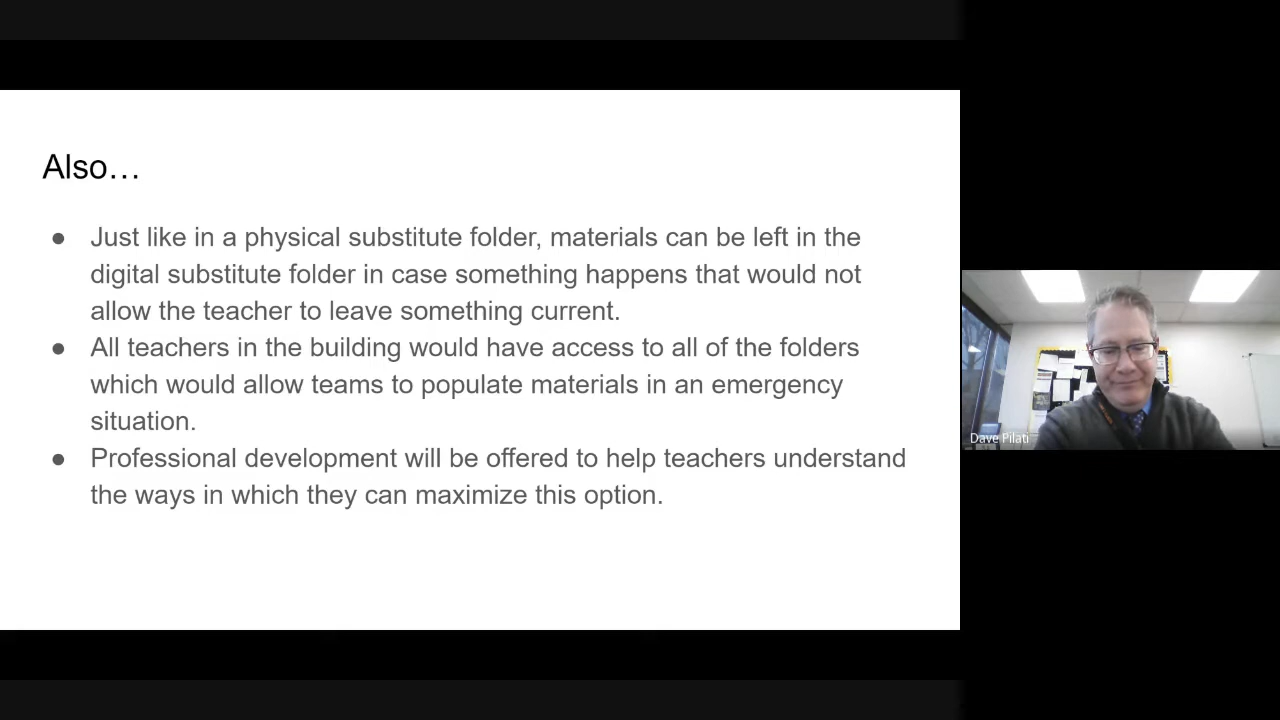 Also…
● Just like in a physical substitute folder, materials can be left in the
digital substitute folder in case something happens that would not
allow the teacher to leave something current.
● All teachers in the building would have access to all of the folders
which would allow teams to populate materials in an emergency
situation.
● Professional development will be offered to help teachers understand
the ways in which they can maximize this option.
Dave Pilati